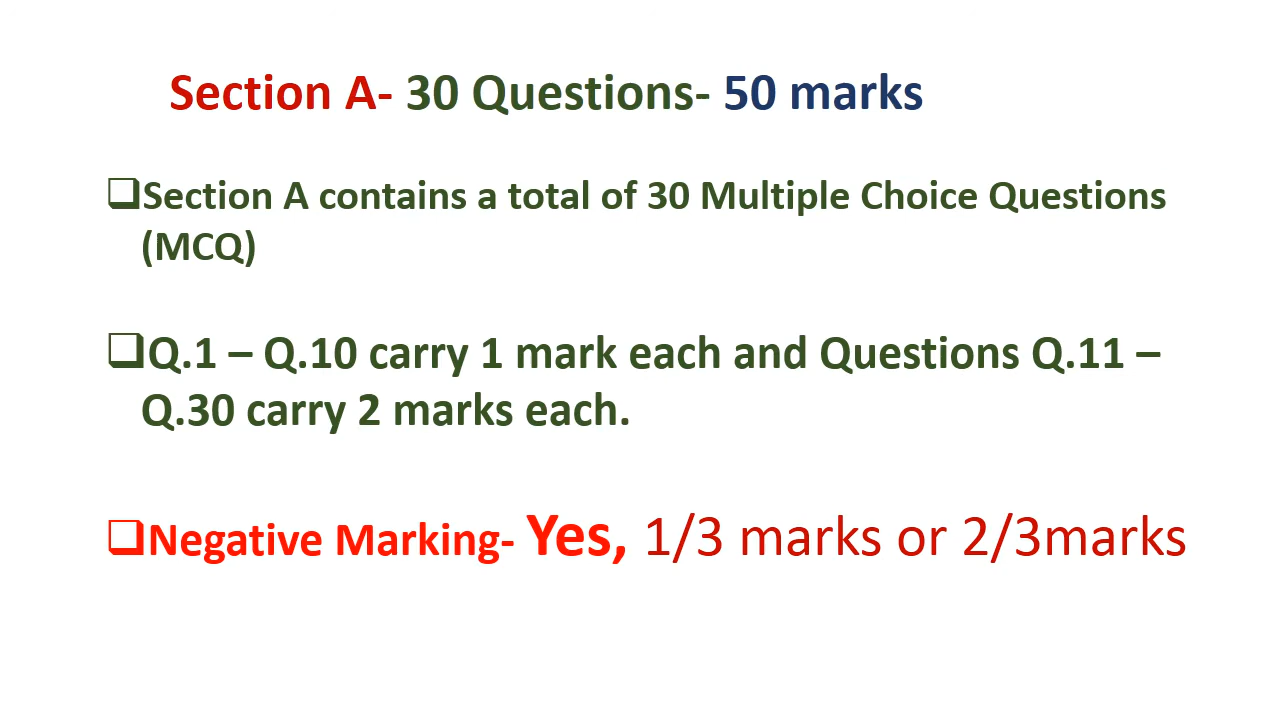 Section A- 30 Questions- 50 marks
❑Section A contains a total of 30 Multiple Choice Questions
(MCQ)
❑Q.1 – Q.10 carry 1 mark each and Questions Q.11 –
Q.30 carry 2 marks each.
❑Negative Marking- Yes, 1/3 marks or 2/3marks